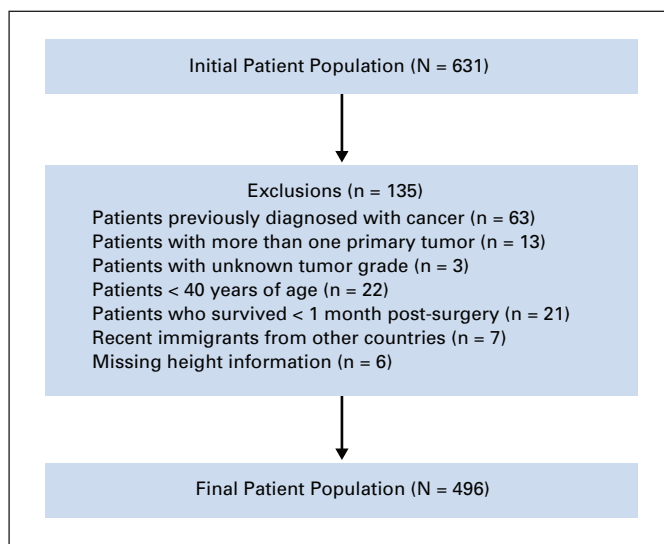 Initial Patient Population (N = 631)
Exclusions (n = 135)
Patients previously diagnosed with cancer (n = 63)
Patients with more than one primary tumor (n = 13)
Patients with unknown tumor grade (n = 3)
Patients < 40 years of age (n = 22)
Patients who survived < 1 month post-surgery (n = 21)
Recent immigrants from other countries (n = 7)
Missing height information (n = 6)
Final Patient Population (N = 496)